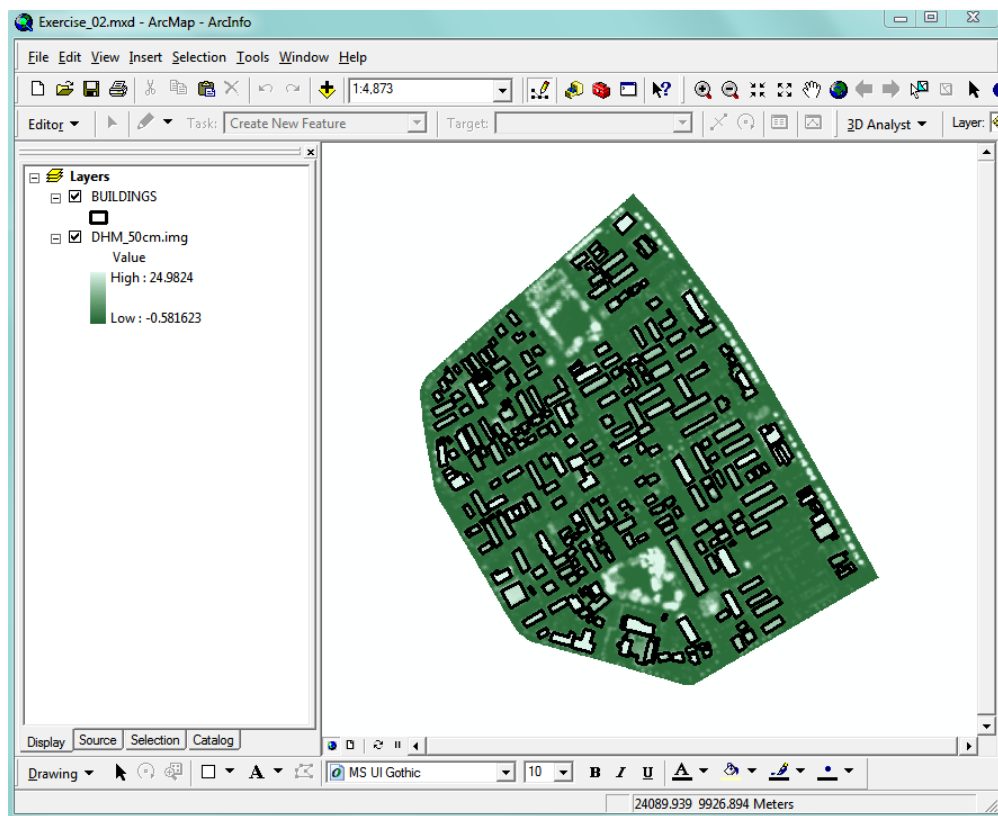 Exercise_02.mxd - ArcMap - ArcInfo
File Edit View Insert Selection Tools Window Help
1:4,873
Editor Task: Create New Feature Target: 3D Analyst Layer:
Layers
BUILDINGS
DHM_50cm.img
Value
High : 24.9824
Low : -0.581623
Display Source Selection Catalog
Drawing A MS UI Gothic 10 B I U A
24089.939 9926.894 Meters